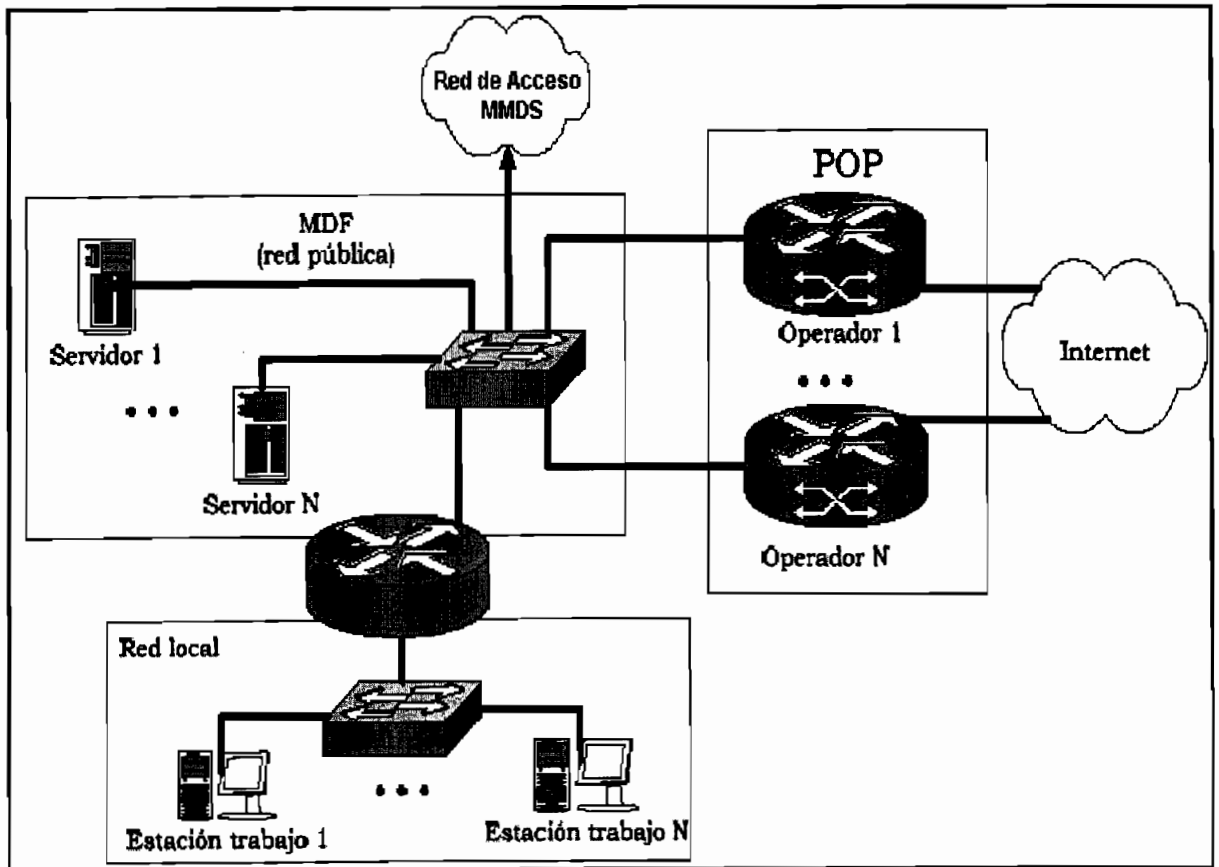 Red de Acceso
MMDS
POP
MDF
(red pública)
Servidor 1
Operador 1
Internet
Servidor N
Operador N
Red local
Estación trabajo 1
Estación trabajo N